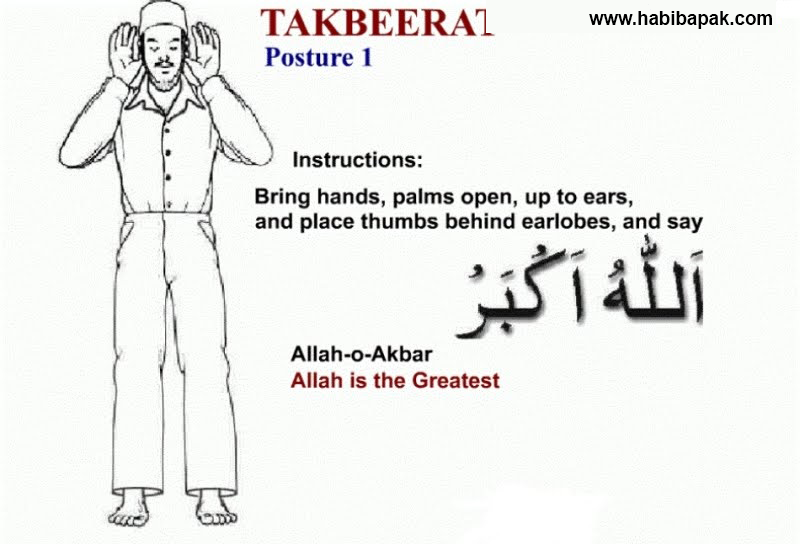 TAKBEERAT
www.habibapak.com
Posture 1
Instructions:
Bring hands, palms open, up to ears,
and place thumbs behind earlobes, and say
اَللّٰهُ اَكْبَرُ
Allah-o-Akbar
Allah is the Greatest